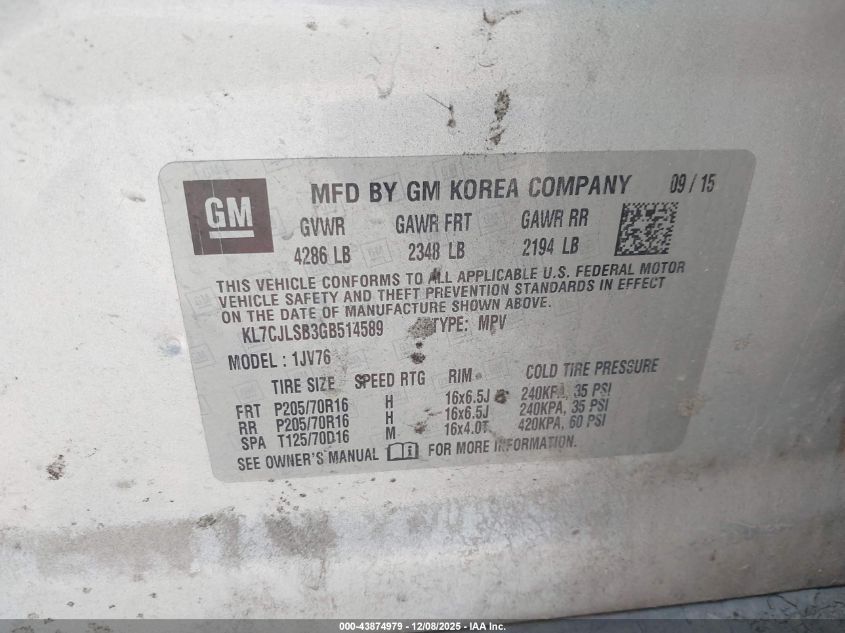 GM
MFD BY GM KOREA COMPANY 09/15
GVWR GAWR FRT GAWR RR
4286 LB 2348 LB 2194 LB
THIS VEHICLE CONFORMS TO ALL APPLICABLE U.S. FEDERAL MOTOR
VEHICLE SAFETY AND THEFT PREVENTION STANDARDS IN EFFECT
ON THE DATE OF MANUFACTURE SHOWN ABOVE.
KL7CJLSB3GB514589 TYPE: MPV
MODEL : 1JV76
TIRE SIZE SPEED RTG RIM COLD TIRE PRESSURE
FRT P205/70R16 H 16x6.5J 240KPA, 35 PSI
RR P205/70R16 H 16x6.5J 240KPA, 35 PSI
SPA T125/70D16 M 16x4.0T 420KPA, 60 PSI
SEE OWNER'S MANUAL FOR MORE INFORMATION.
000-43874979 - 12/08/2025 - IAA Inc.